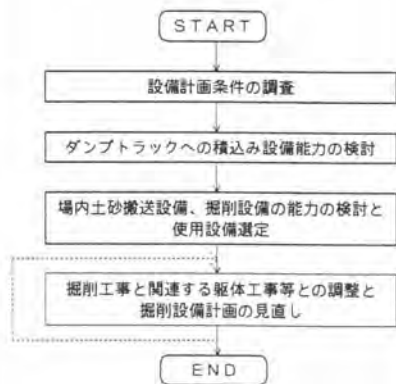 START
設備計画条件の調査
ダンプトラックへの積込み設備能力の検討
場内土砂搬送設備、掘削設備の能力の検討と
使用設備選定
掘削工事と関連する躯体工事等との調整と
掘削設備計画の見直し
END